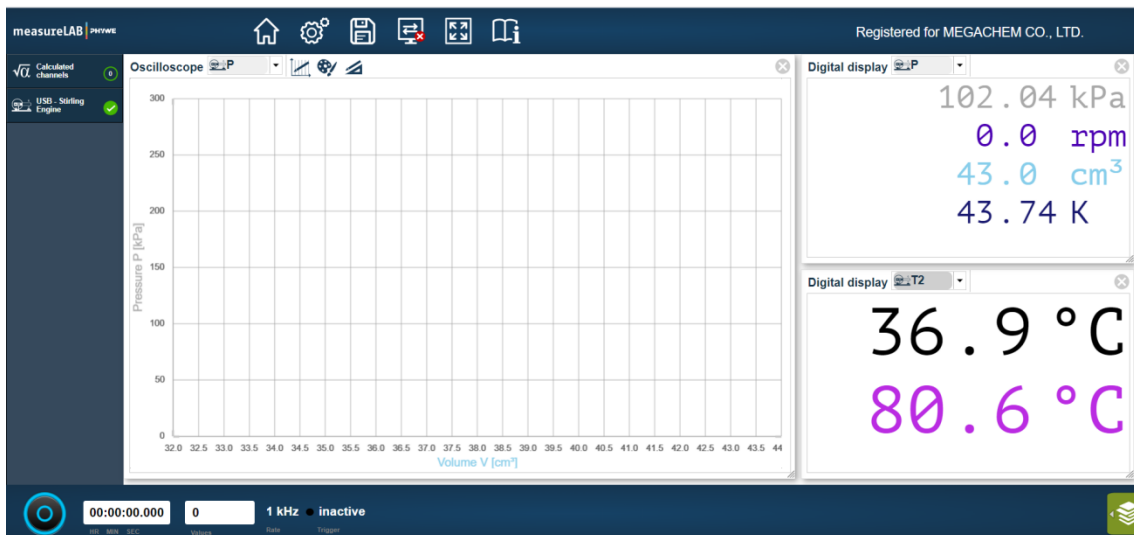 measureLAB PHYWE
Registered for MEGACHEM CO., LTD.
√α Calculated channels 0
USB - Stirling Engine
Oscilloscope P
300
250
200
150
100
50
0
Pressure P [kPa]
32.0 32.5 33.0 33.5 34.0 34.5 35.0 35.5 36.0 36.5 37.0 37.5 38.0 38.5 39.0 39.5 40.0 40.5 41.0 41.5 42.0 42.5 43.0 43.5 44
Volume V [cm³]
Digital display P
102.04 kPa
0.0 rpm
43.0 cm³
43.74 K
Digital display T2
36.9 °C
80.6 °C
00:00:00.000 0 1 kHz inactive
HR MIN SEC Values Rate Trigger